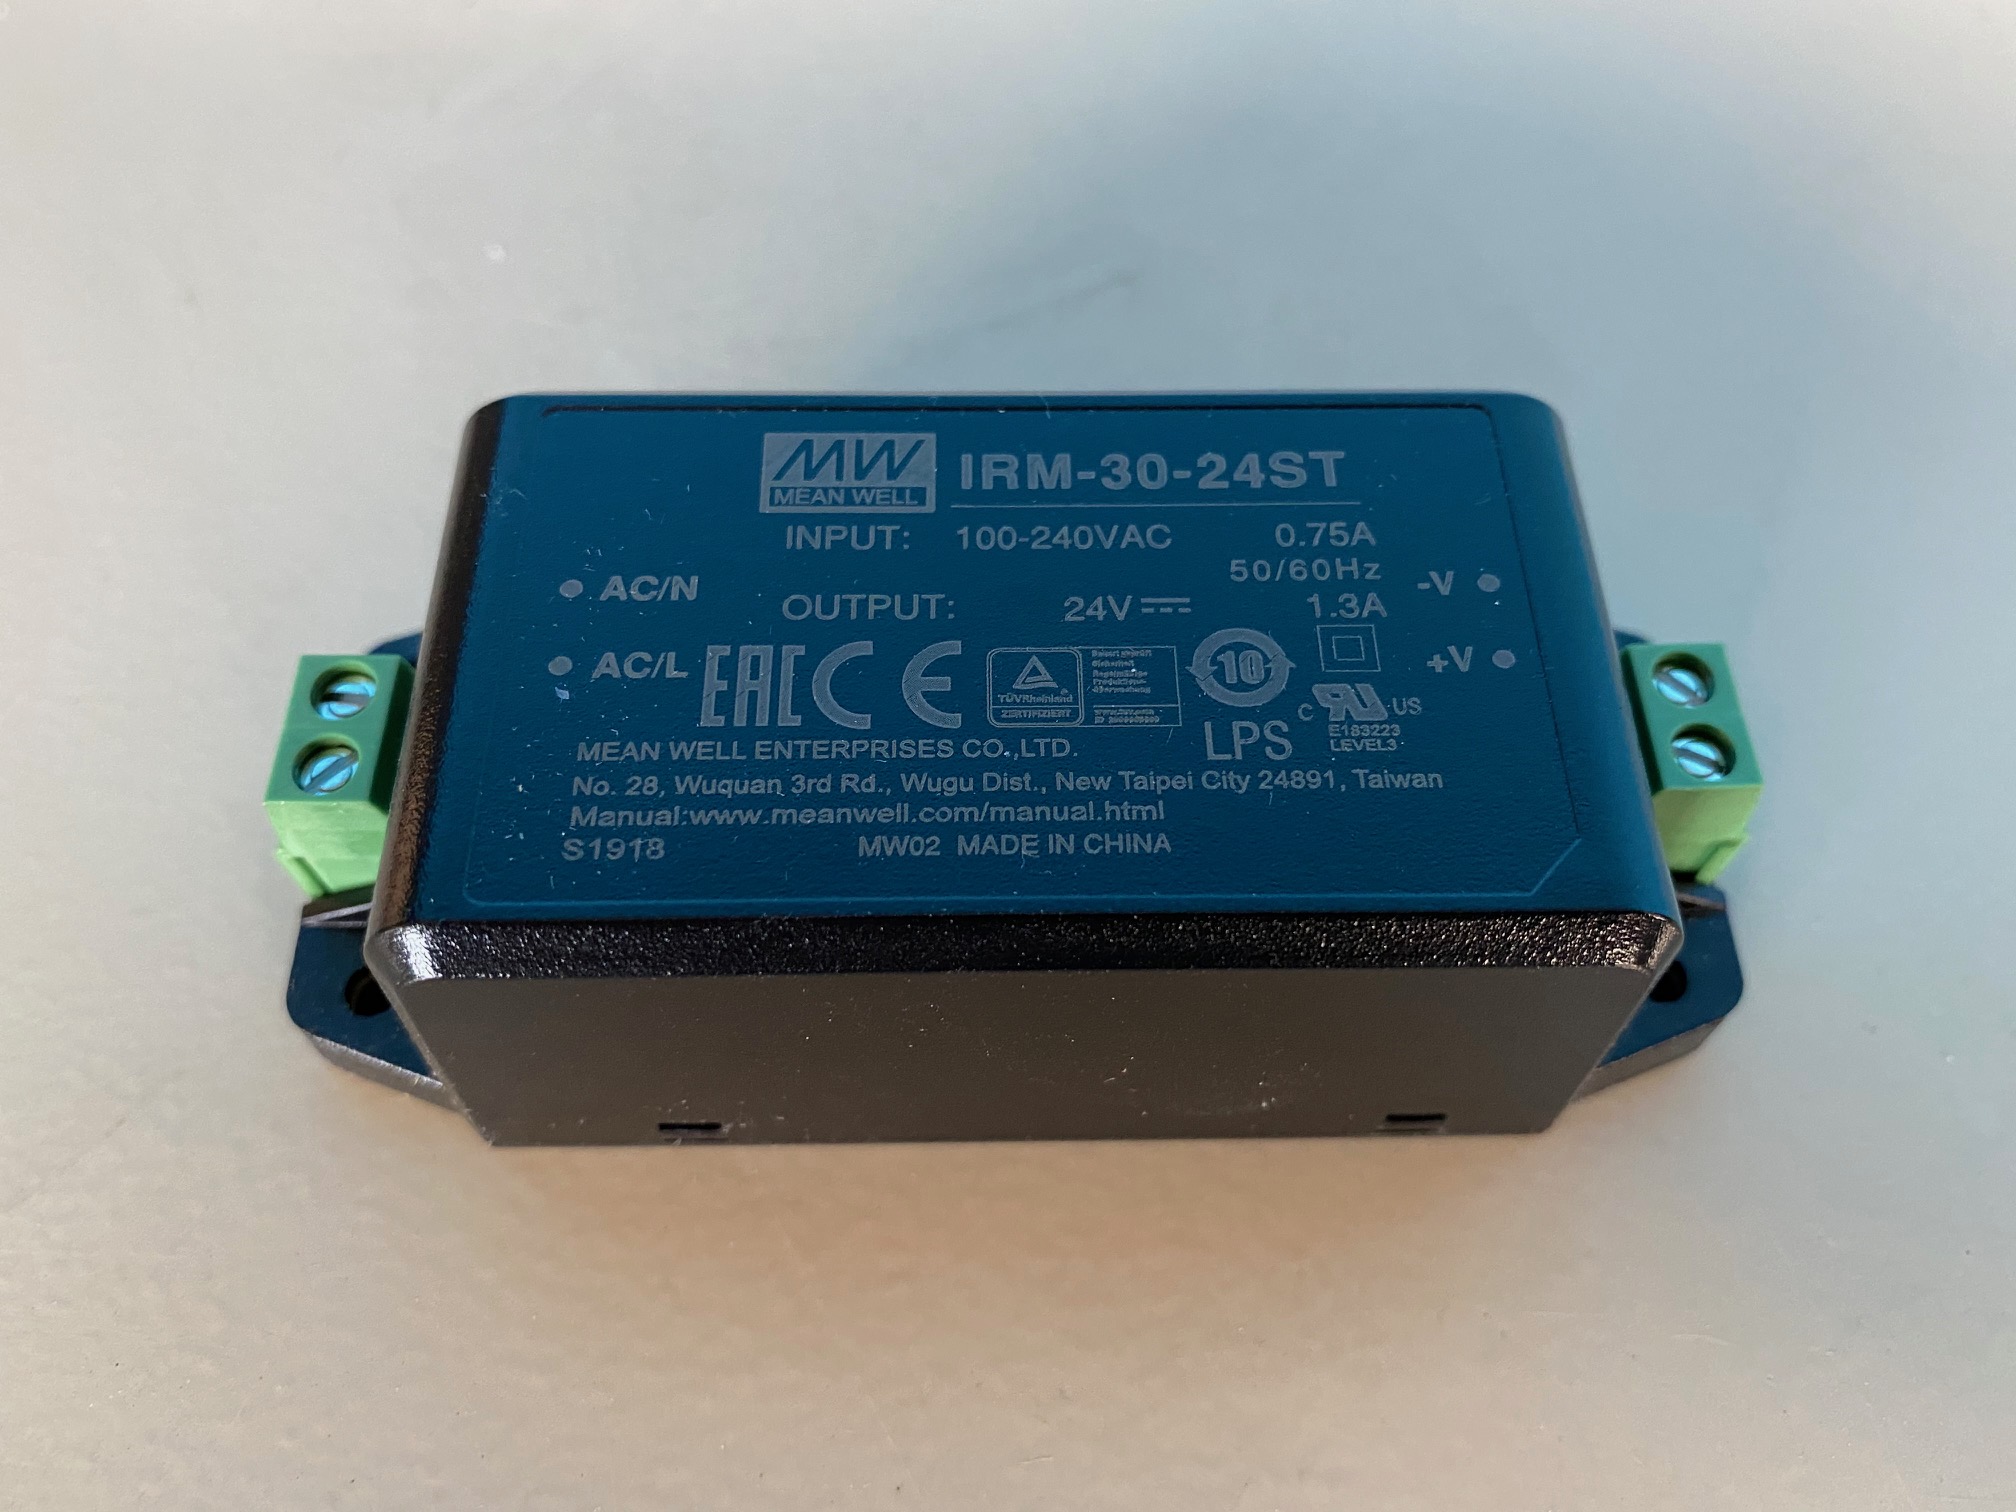 MW
MEAN WELL
IRM-30-24ST
INPUT: 100-240VAC 0.75A
50/60Hz
OUTPUT: 24V 1.3A
AC/N
AC/L
-V
+V
EAC CE
TÜVRheinland®
ZERTIFIZIERT
10
LPS
c RU US
E183223
LEVEL3
MEAN WELL ENTERPRISES CO.,LTD.
No. 28, Wuquan 3rd Rd., Wugu Dist., New Taipei City 24891, Taiwan
Manual:www.meanwell.com/manual.html
S1918 MW02 MADE IN CHINA